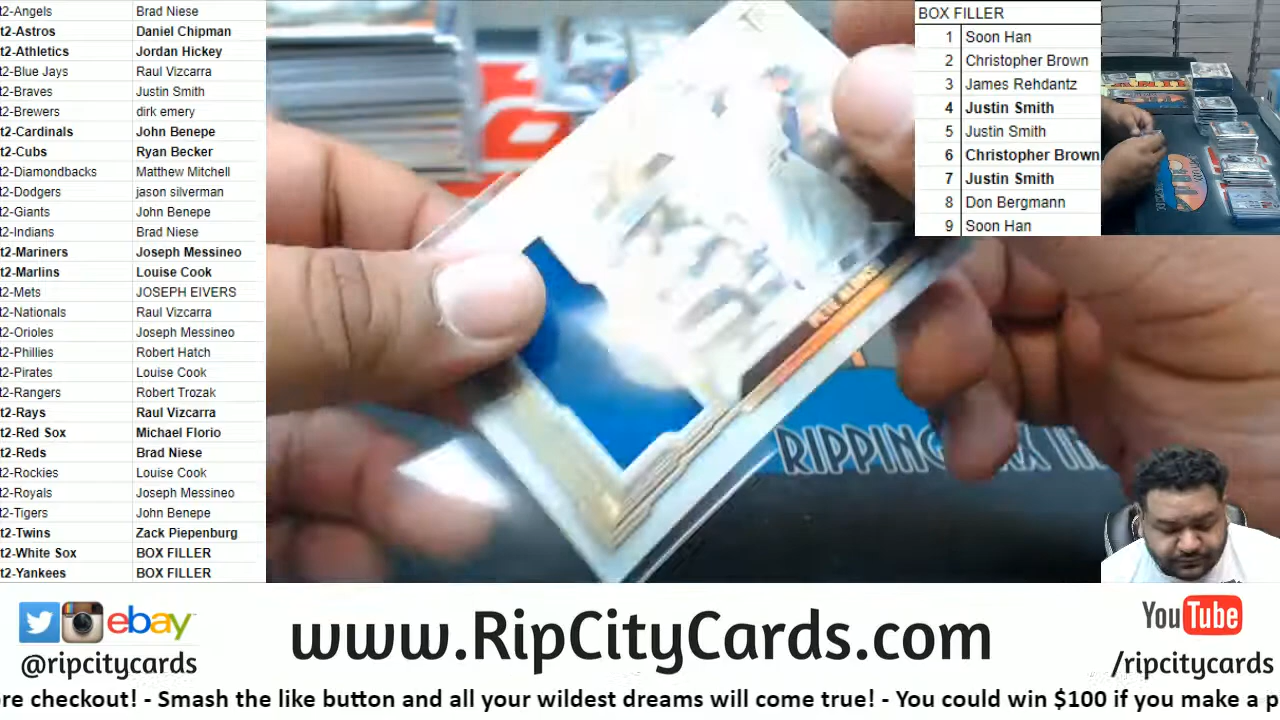 t2-Angels Brad Niese
t2-Astros Daniel Chipman
t2-Athletics Jordan Hickey
t2-Blue Jays Raul Vizcarra
t2-Braves Justin Smith
t2-Brewers dirk emery
t2-Cardinals John Benepe
t2-Cubs Ryan Becker
t2-Diamondbacks Matthew Mitchell
t2-Dodgers jason silverman
t2-Giants John Benepe
t2-Indians Brad Niese
t2-Mariners Joseph Messineo
t2-Marlins Louise Cook
t2-Mets JOSEPH EIVERS
t2-Nationals Raul Vizcarra
t2-Orioles Joseph Messineo
t2-Phillies Robert Hatch
t2-Pirates Louise Cook
t2-Rangers Robert Trozak
t2-Rays Raul Vizcarra
t2-Red Sox Michael Florio
t2-Reds Brad Niese
t2-Rockies Louise Cook
t2-Royals Joseph Messineo
t2-Tigers John Benepe
t2-Twins Zack Piepenburg
t2-White Sox BOX FILLER
t2-Yankees BOX FILLER
BOX FILLER
1 Soon Han
2 Christopher Brown
3 James Rehdantz
4 Justin Smith
5 Justin Smith
6 Christopher Brown
7 Justin Smith
8 Don Bergmann
9 Soon Han
PETE ALONSO
RIPPING
ebay
@ripcitycards
www.RipCityCards.com
YouTube
/ripcitycards
re checkout! - Smash the like button and all your wildest dreams will come true! - You could win $100 if you make a p